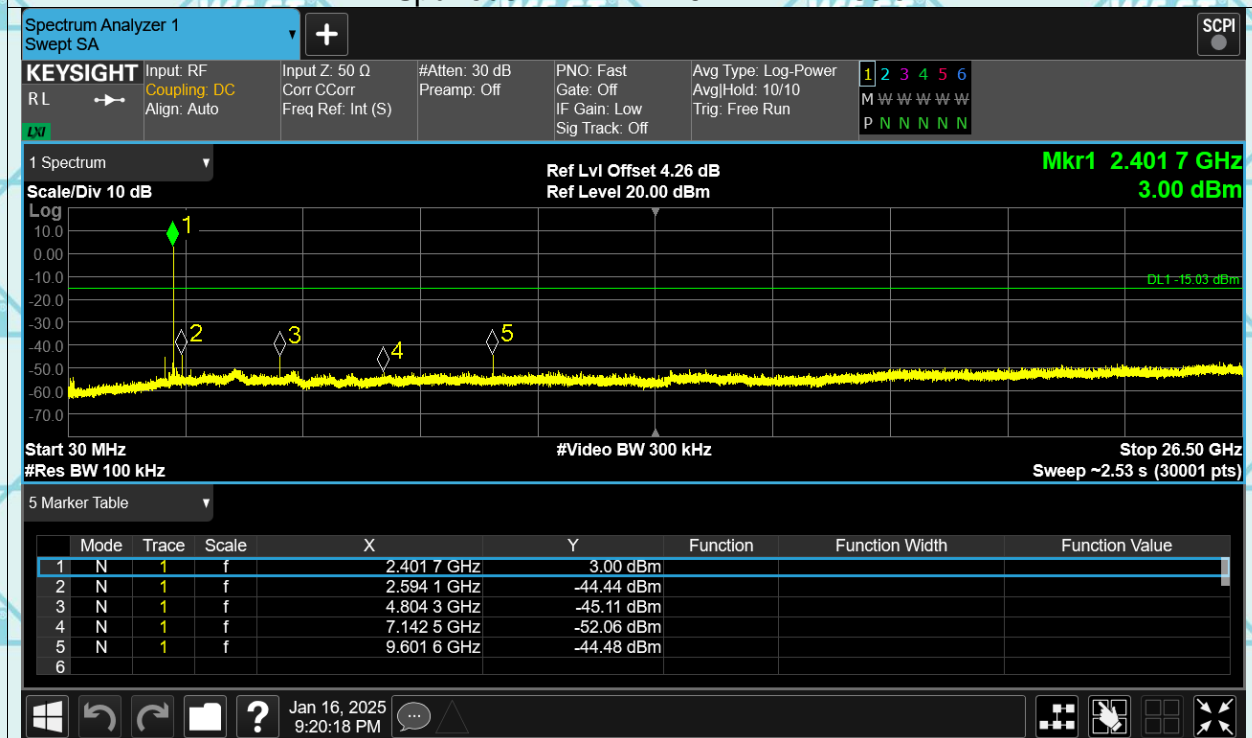 Spectrum Analyzer 1
Swept SA
+
SCPI
KEYSIGHT
R L
LXI
Input: RF
Coupling: DC
Align: Auto
Input Z: 50 Ω
Corr CCorr
Freq Ref: Int (S)
#Atten: 30 dB
Preamp: Off
PNO: Fast
Gate: Off
IF Gain: Low
Sig Track: Off
Avg Type: Log-Power
Avg|Hold: 10/10
Trig: Free Run
1 2 3 4 5 6
M W W W W W W
P N N N N N N
1 Spectrum
Scale/Div 10 dB
Ref Lvl Offset 4.26 dB
Ref Level 20.00 dBm
Mkr1 2.401 7 GHz
3.00 dBm
Log
10.0
0.00
-10.0
-20.0
-30.0
-40.0
-50.0
-60.0
-70.0
1
2
3
4
5
DL1 -15.03 dBm
Start 30 MHz
#Video BW 300 kHz
Stop 26.50 GHz
#Res BW 100 kHz
Sweep ~2.53 s (30001 pts)
5 Marker Table
Mode Trace Scale X Y Function Function Width Function Value
1 N 1 f 2.401 7 GHz 3.00 dBm
2 N 1 f 2.594 1 GHz -44.44 dBm
3 N 1 f 4.804 3 GHz -45.11 dBm
4 N 1 f 7.142 5 GHz -52.06 dBm
5 N 1 f 9.601 6 GHz -44.48 dBm
6
?
Jan 16, 2025
9:20:18 PM